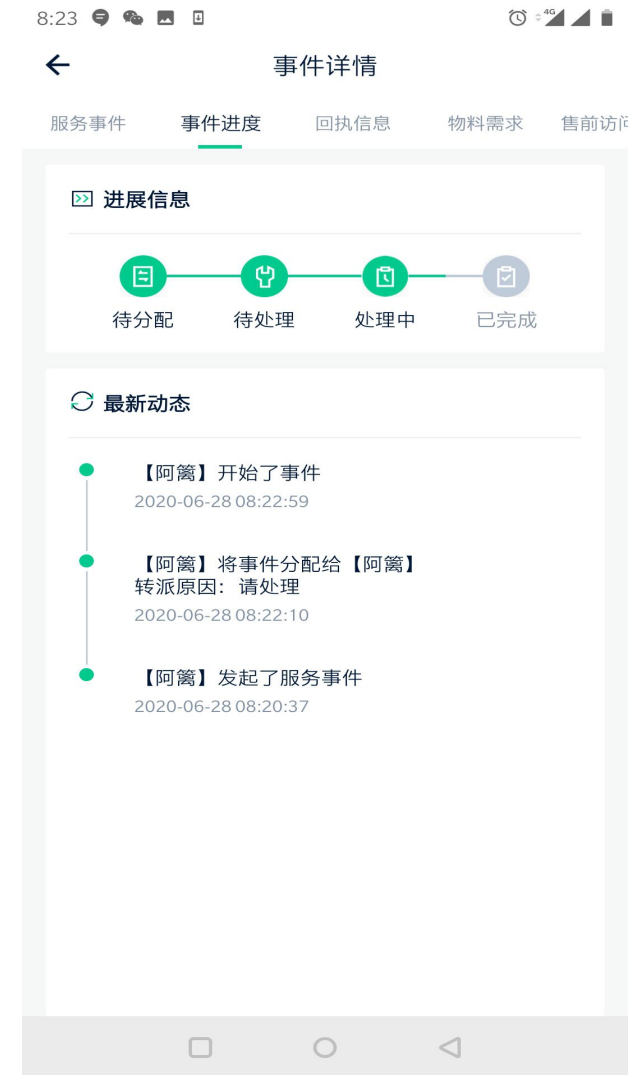 8:23
4G
事件详情
服务事件 事件进度 回执信息 物料需求 售前访
进展信息
待分配 待处理 处理中 已完成
最新动态
【阿篱】开始了事件
2020-06-28 08:22:59
【阿篱】将事件分配给【阿篱】
转派原因：请处理
2020-06-28 08:22:10
【阿篱】发起了服务事件
2020-06-28 08:20:37